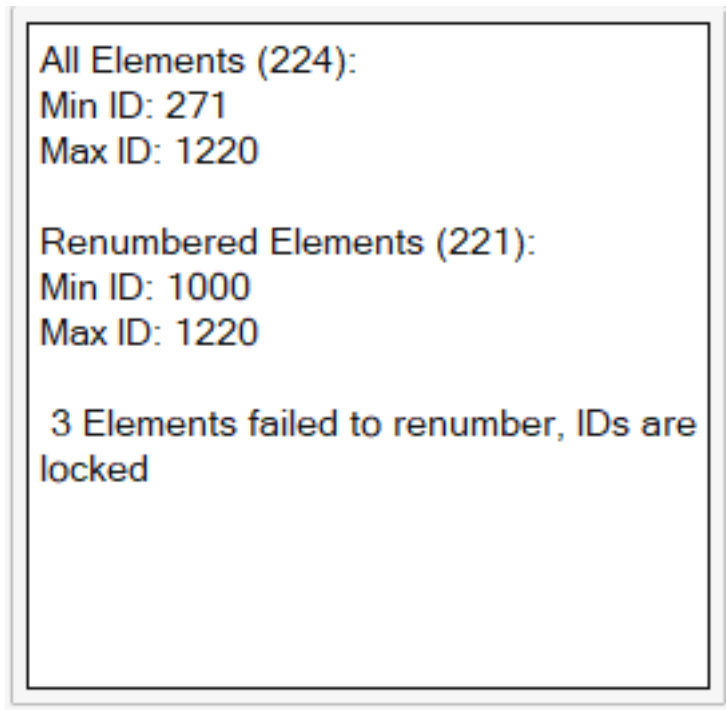 All Elements (224):
Min ID: 271
Max ID: 1220
Renumbered Elements (221):
Min ID: 1000
Max ID: 1220
3 Elements failed to renumber, IDs are
locked